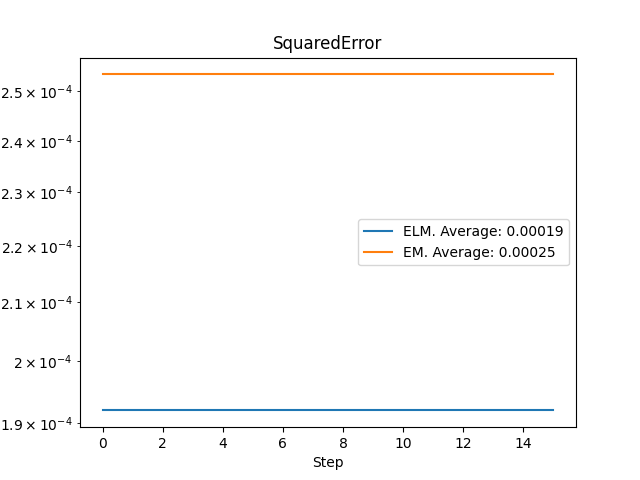 SquaredError
2.5 × 10⁻⁴
2.4 × 10⁻⁴
2.3 × 10⁻⁴
2.2 × 10⁻⁴
2.1 × 10⁻⁴
2 × 10⁻⁴
1.9 × 10⁻⁴
ELM. Average: 0.00019
EM. Average: 0.00025
0 2 4 6 8 10 12 14
Step